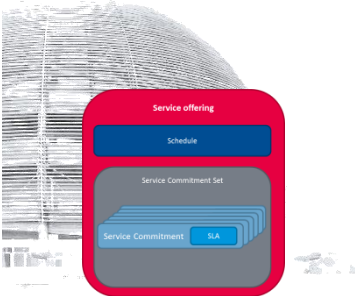 Service offering
Schedule
Service Commitment Set
Service Commitment
SLA